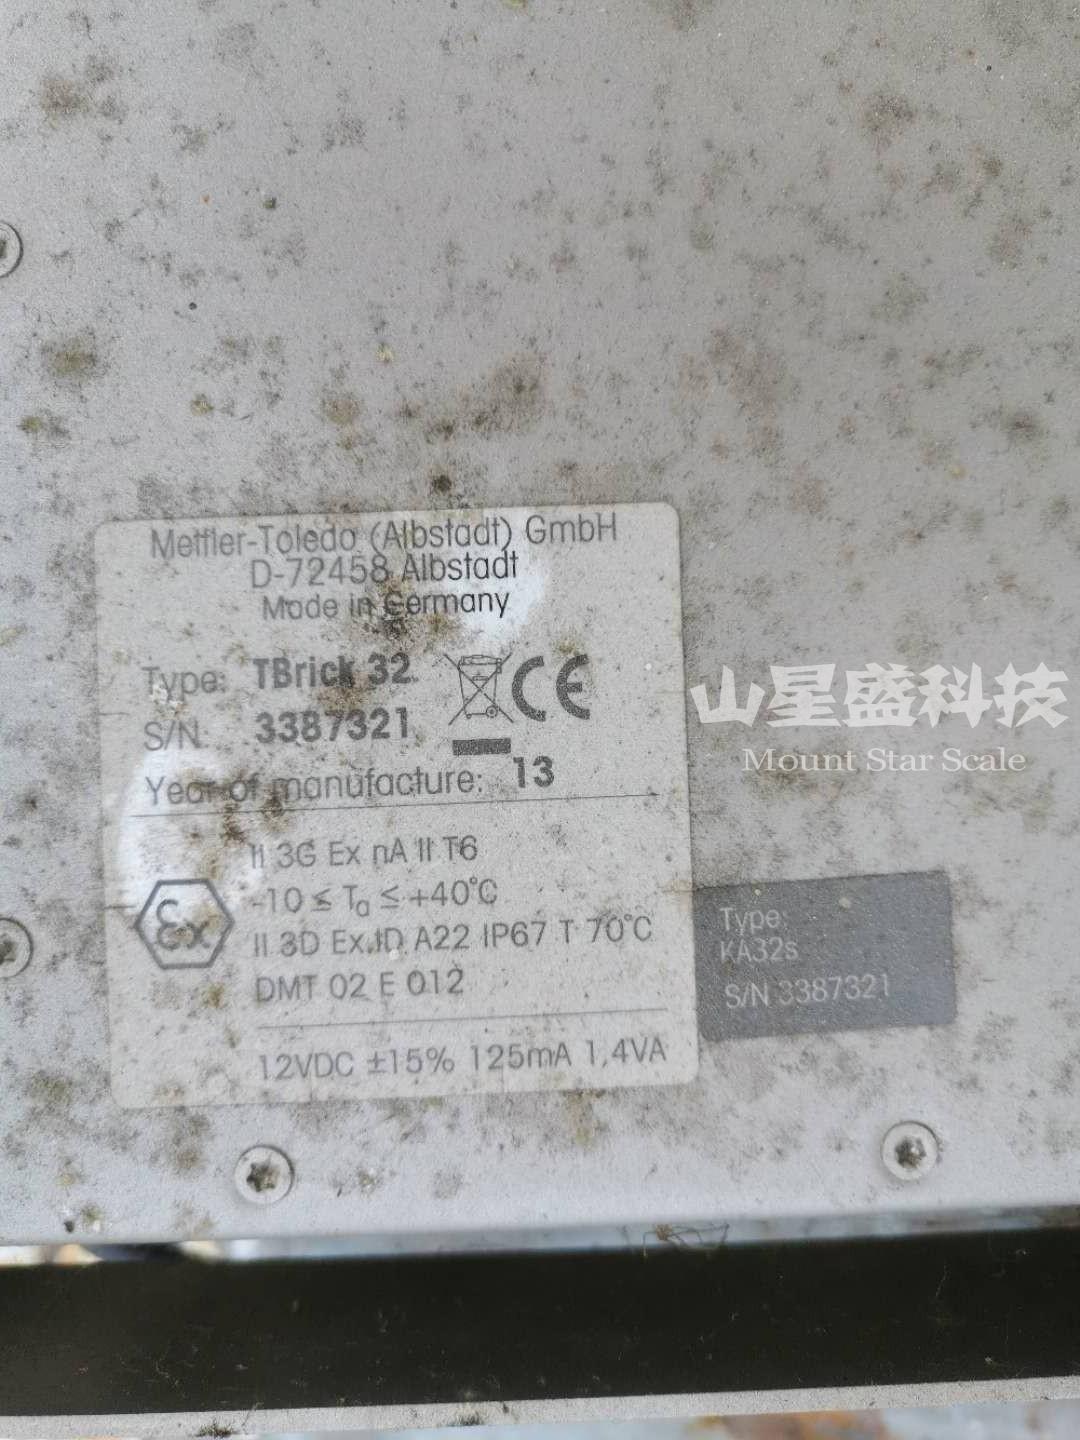 Mettler-Toledo (Albstadt) GmbH
D-72458 Albstadt
Made in Germany
Type: TBrick 32
S/N 3387321
CE
Year of manufacture: 13
II 3G Ex nA II T6
-10 ≤ Ta ≤ +40°C
II 3D Ex tD A22 IP67 T 70°C
DMT 02 E 012
Ex
12VDC ±15% 125mA 1,4VA
山星盛科技
Mount Star Scale
Type:
KA32s
S/N 3387321